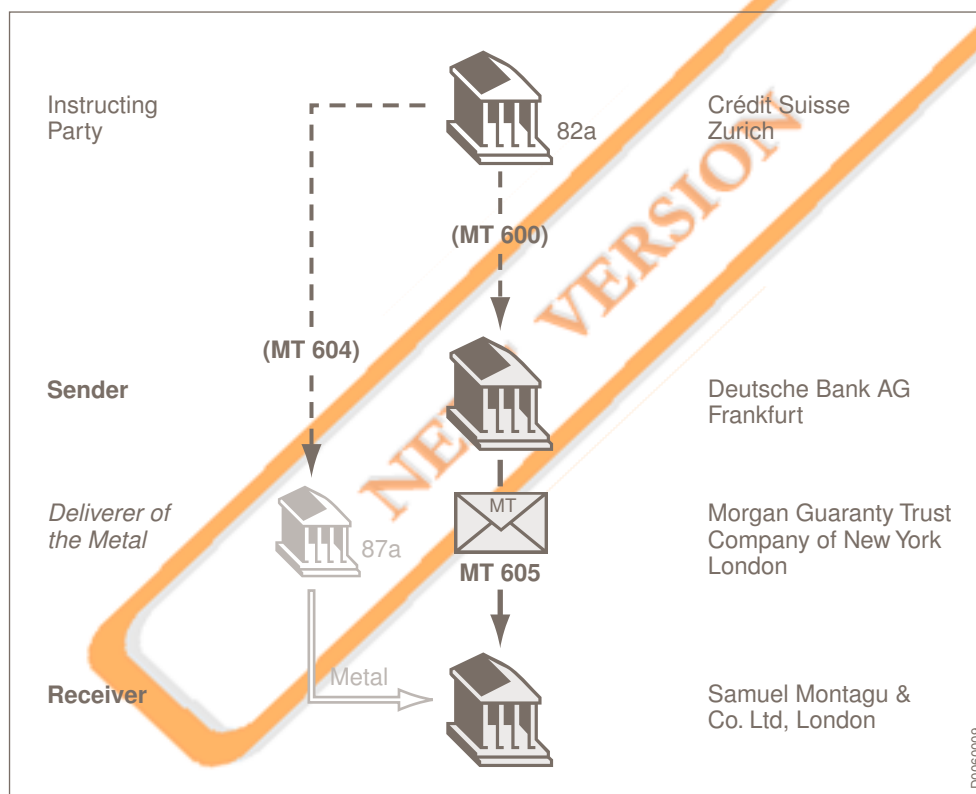 Instructing
Party
82a
Crédit Suisse
Zurich
(MT 600)
(MT 604)
Sender
Deutsche Bank AG
Frankfurt
Deliverer of
the Metal
87a
MT
MT 605
Morgan Guaranty Trust
Company of New York
London
Receiver
Metal
Samuel Montagu &
Co. Ltd, London
D0060009
NEW VERSION